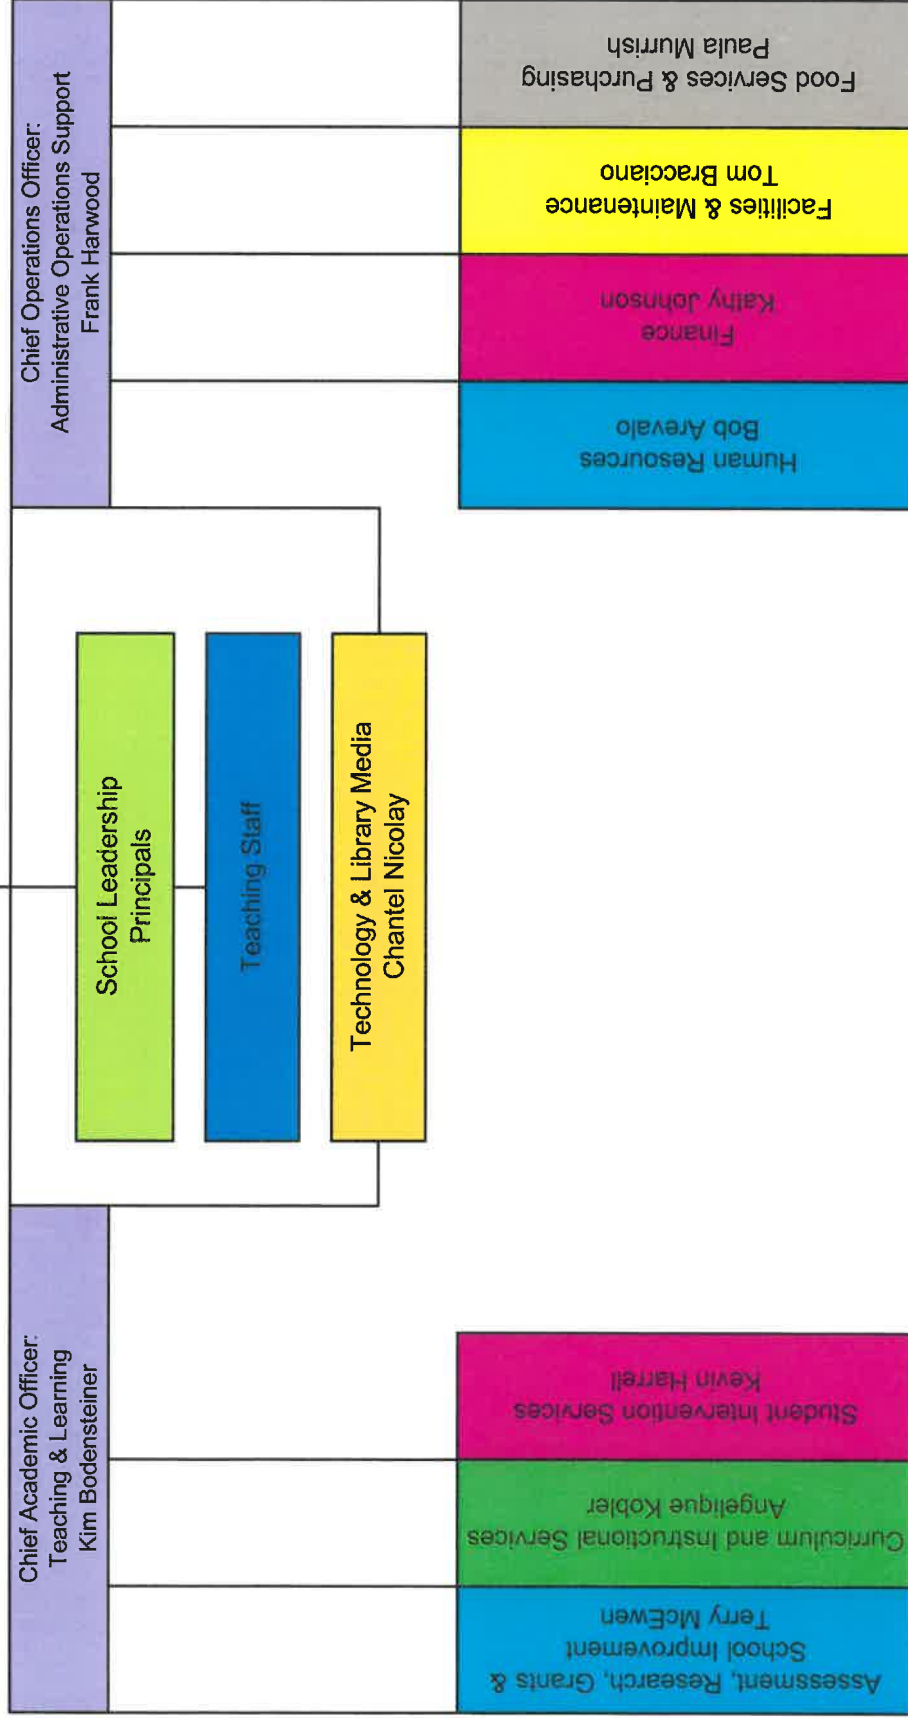 Chief Academic Officer:
Teaching & Learning
Kim Bodensteiner
School Leadership
Principals
Teaching Staff
Technology & Library Media
Chantel Nicolay
Chief Operations Officer:
Administrative Operations Support
Frank Harwood
Assessment, Research, Grants &
School Improvement
Terry McEwen
Curriculum and Instructional Services
Angelique Kobler
Student Intervention Services
Kevin Harrell
Human Resources
Bob Arevalo
Finance
Kathy Johnson
Facilities & Maintenance
Tom Bracciano
Food Services & Purchasing
Paula Murrish